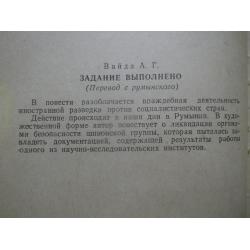 Вайда А. Г.
ЗАДАНИЕ ВЫПОЛНЕНО
(Перевод с румынского)
В повести разоблачается враждебная деятельность
иностранной разведки против социалистических стран.
Действие происходит в наши дни в Румынии. В худо-
жественной форме автор повествует о ликвидации органа-
ми безопасности шпионской группы, которая пыталась за-
владеть документацией, содержащей результаты работы
одного из научно-исследовательских институтов.